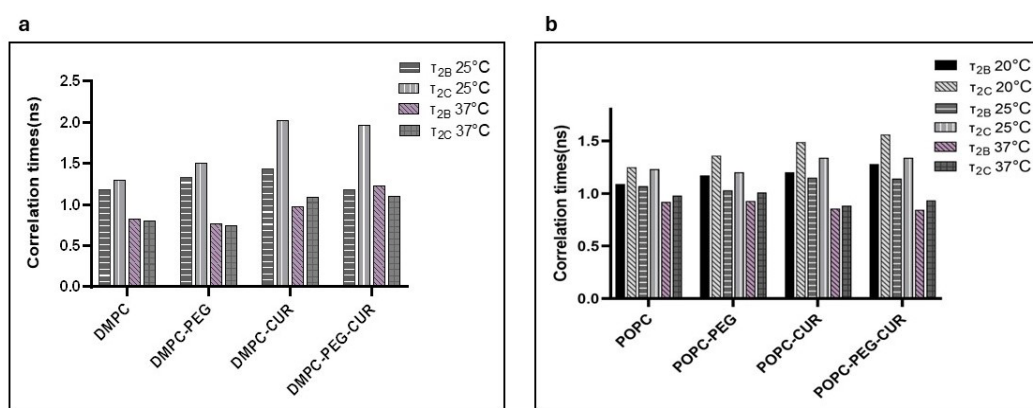 a
τ2B 25°C
τ2C 25°C
τ2B 37°C
τ2C 37°C
Correlation times(ns)
2.5
2.0
1.5
1.0
0.5
0.0
DMPC
DMPC-PEG
DMPC-CUR
DMPC-PEG-CUR
b
τ2B 20°C
τ2C 20°C
τ2B 25°C
τ2C 25°C
τ2B 37°C
τ2C 37°C
Correlation times(ns)
1.5
1.0
0.5
0.0
POPC
POPC-PEG
POPC-CUR
POPC-PEG-CUR